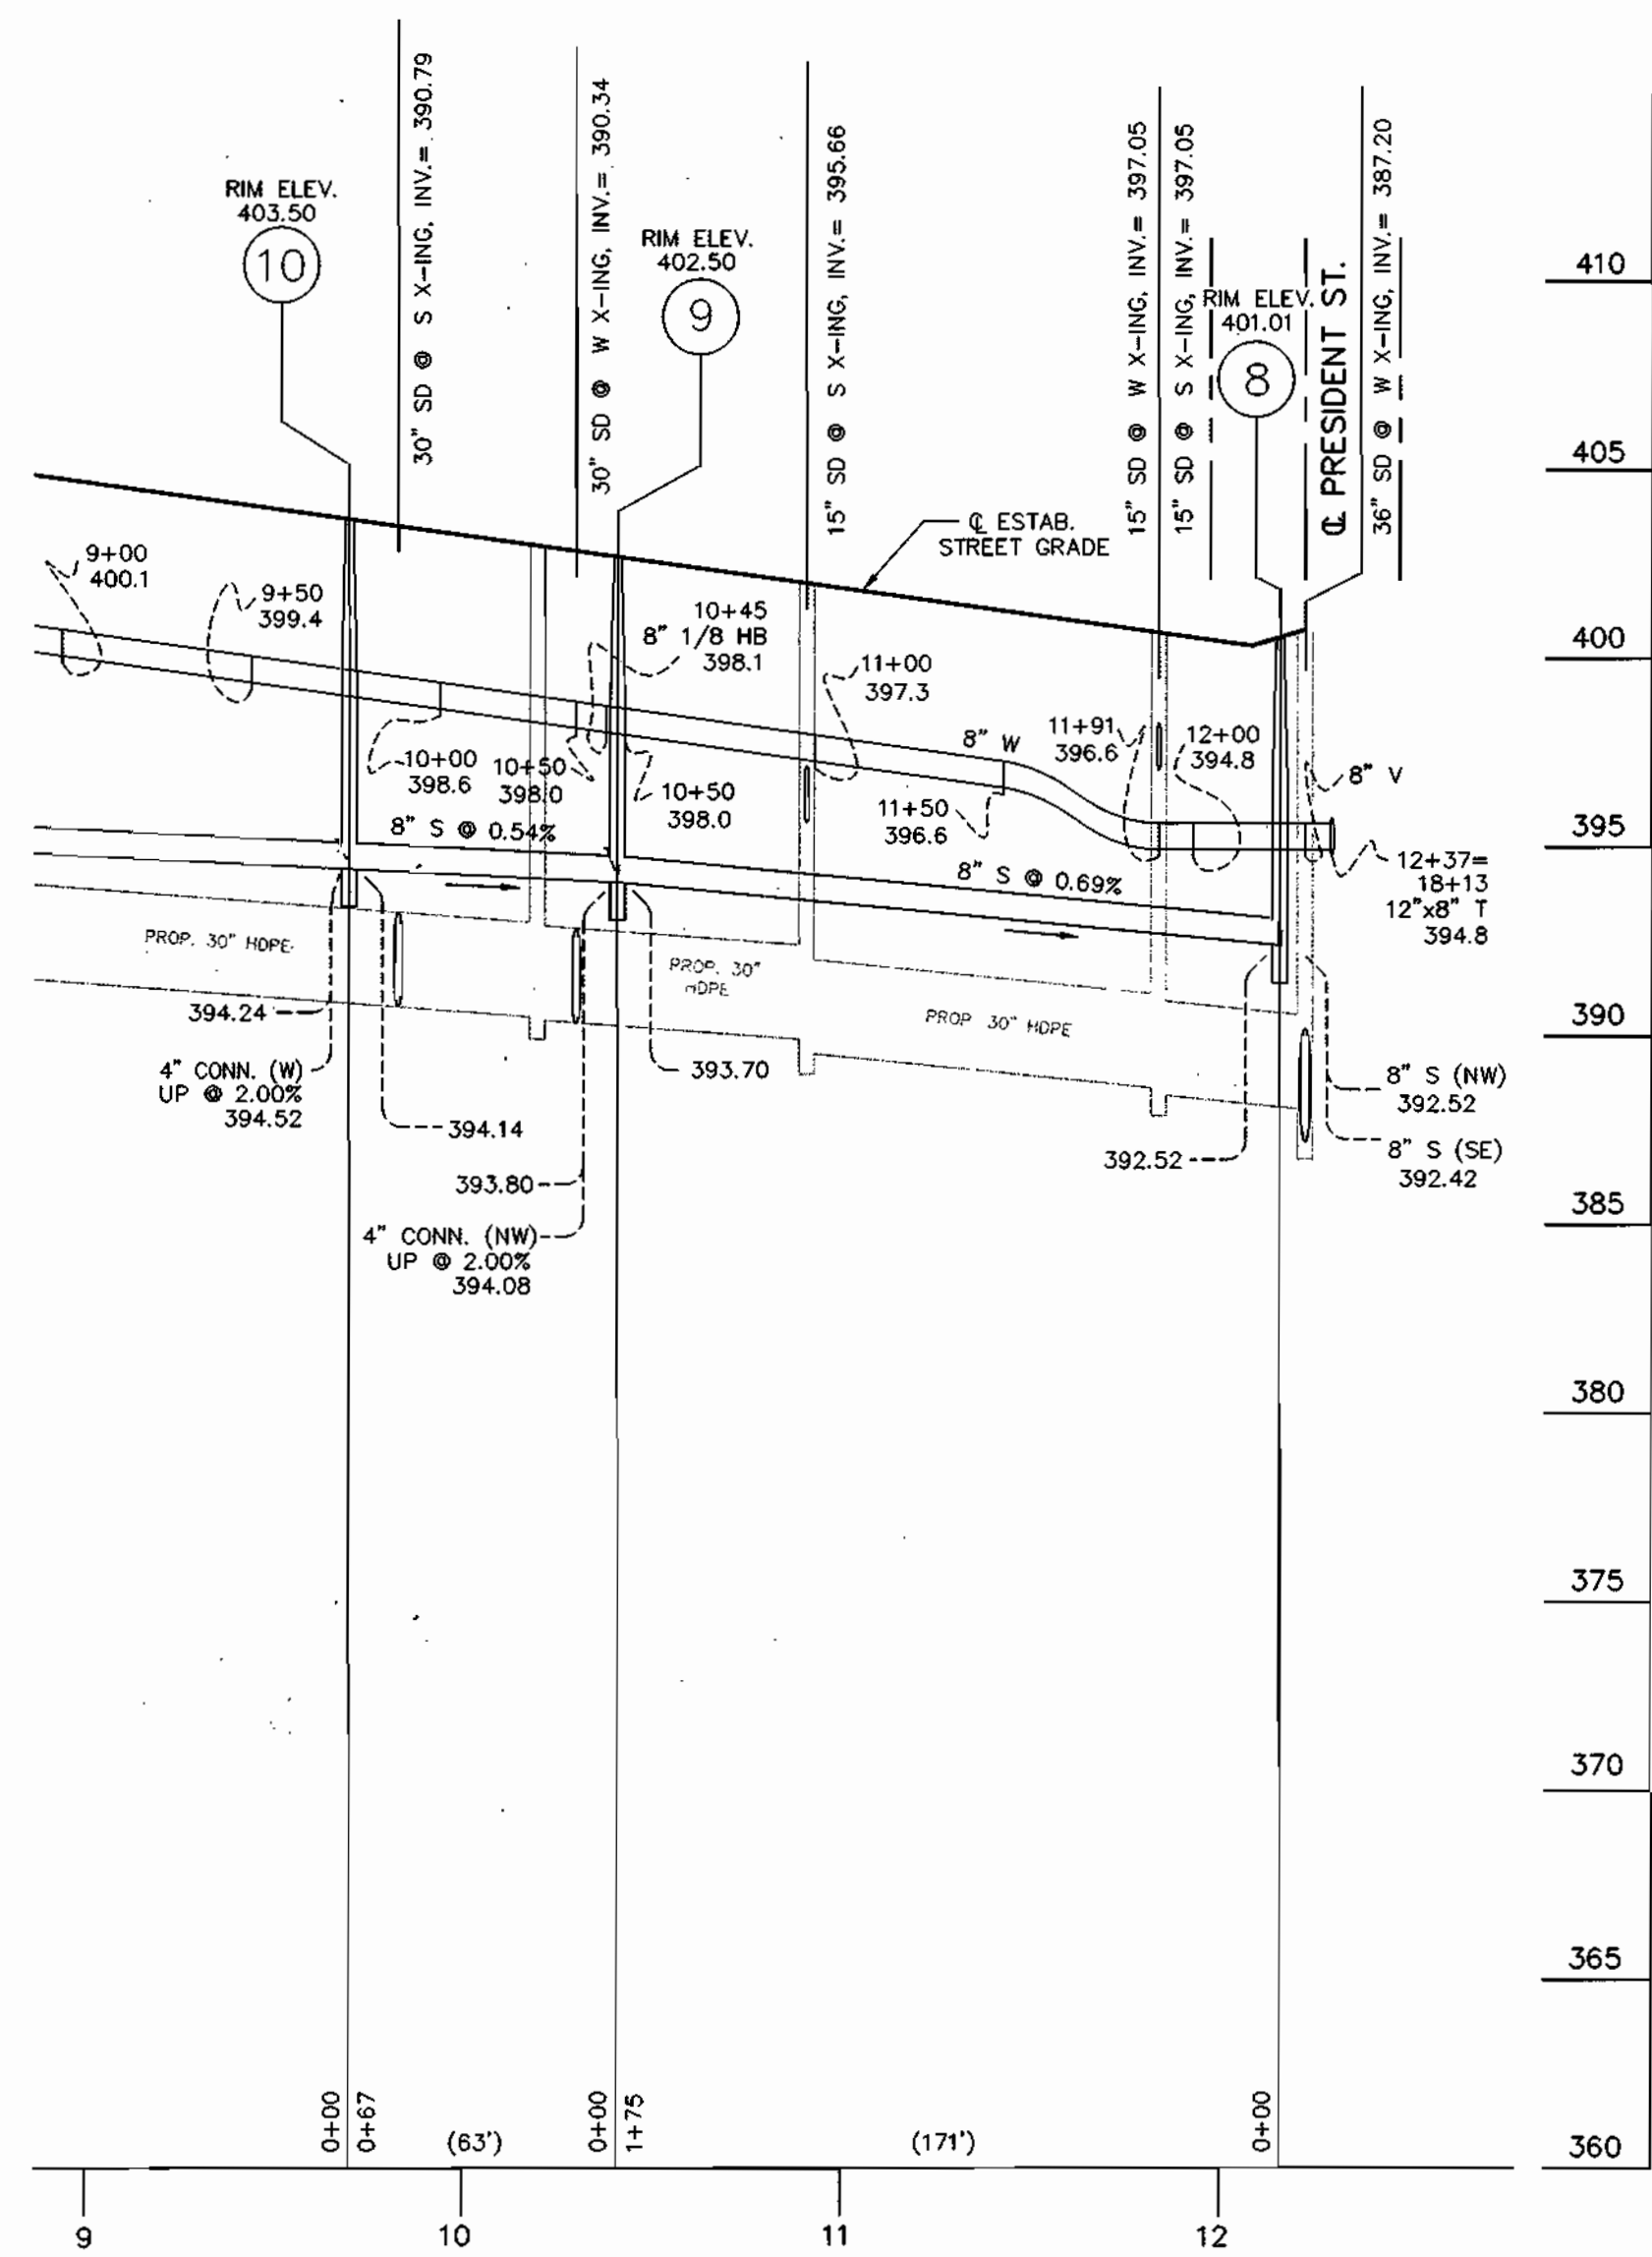 30" SD @ S X-ING, INV.= 390.79
30" SD @ W X-ING, INV.= 390.34
15" SD @ S X-ING, INV.= 395.66
15" SD @ W X-ING, INV.= 397.05
15" SD @ S X-ING, INV.= 397.05
℄ PRESIDENT ST.
36" SD @ W X-ING, INV.= 387.20
RIM ELEV.
403.50
10
RIM ELEV.
402.50
9
RIM ELEV.
401.01
8
410
405
400
395
390
385
380
375
370
365
360
℄ ESTAB.
STREET GRADE
9+00
400.1
9+50
399.4
10+00
398.6
10+50
398.0
10+45
8" 1/8 HB
398.1
10+50
398.0
11+00
397.3
8" W
11+50
396.6
11+91
396.6
12+00
394.8
8" V
12+37=
18+13
12"x8" T
394.8
8" S @ 0.54%
8" S @ 0.69%
PROP. 30" HDPE
PROP. 30"
HDPE
PROP 30" HDPE
394.24
4" CONN. (W)
UP @ 2.00%
394.52
394.14
393.80
4" CONN. (NW)
UP @ 2.00%
394.08
393.70
392.52
8" S (NW)
392.52
8" S (SE)
392.42
0+00
0+67
(63')
0+00
1+75
(171')
0+00
9
10
11
12